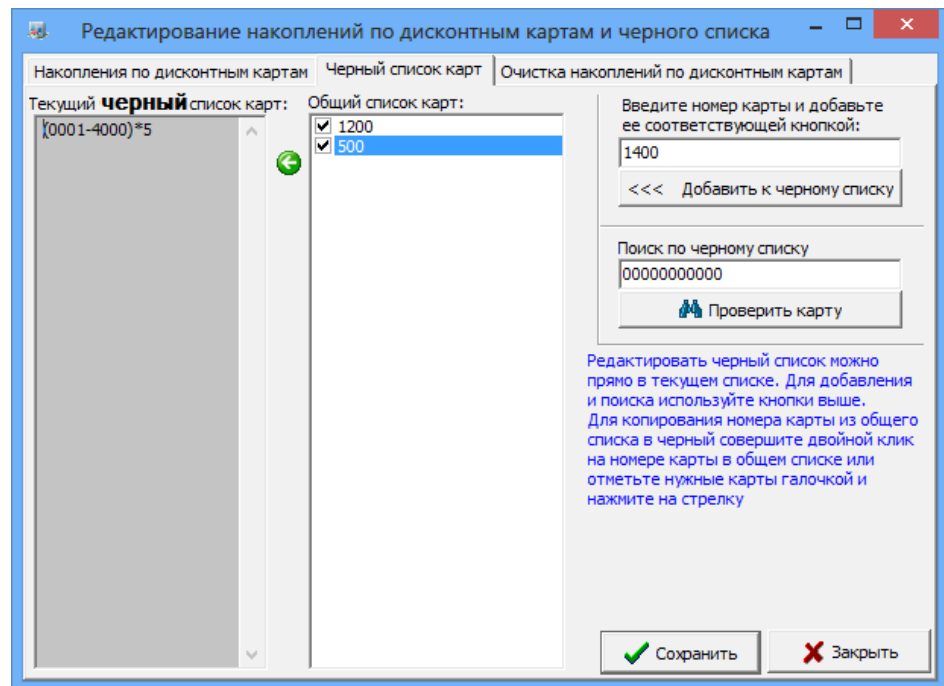 Редактирование накоплений по дисконтным картам и черного списка
Накопления по дисконтным картам
Черный список карт
Очистка накоплений по дисконтным картам
Текущий черный список карт:
(0001-4000)*5
Общий список карт:
1200
500
Введите номер карты и добавьте
ее соответствующей кнопкой:
1400
<<< Добавить к черному списку
Поиск по черному списку
00000000000
Проверить карту
Редактировать черный список можно
прямо в текущем списке. Для добавления
и поиска используйте кнопки выше.
Для копирования номера карты из общего
списка в черный совершите двойной клик
на номере карты в общем списке или
отметьте нужные карты галочкой и
нажмите на стрелку
Сохранить
Закрыть